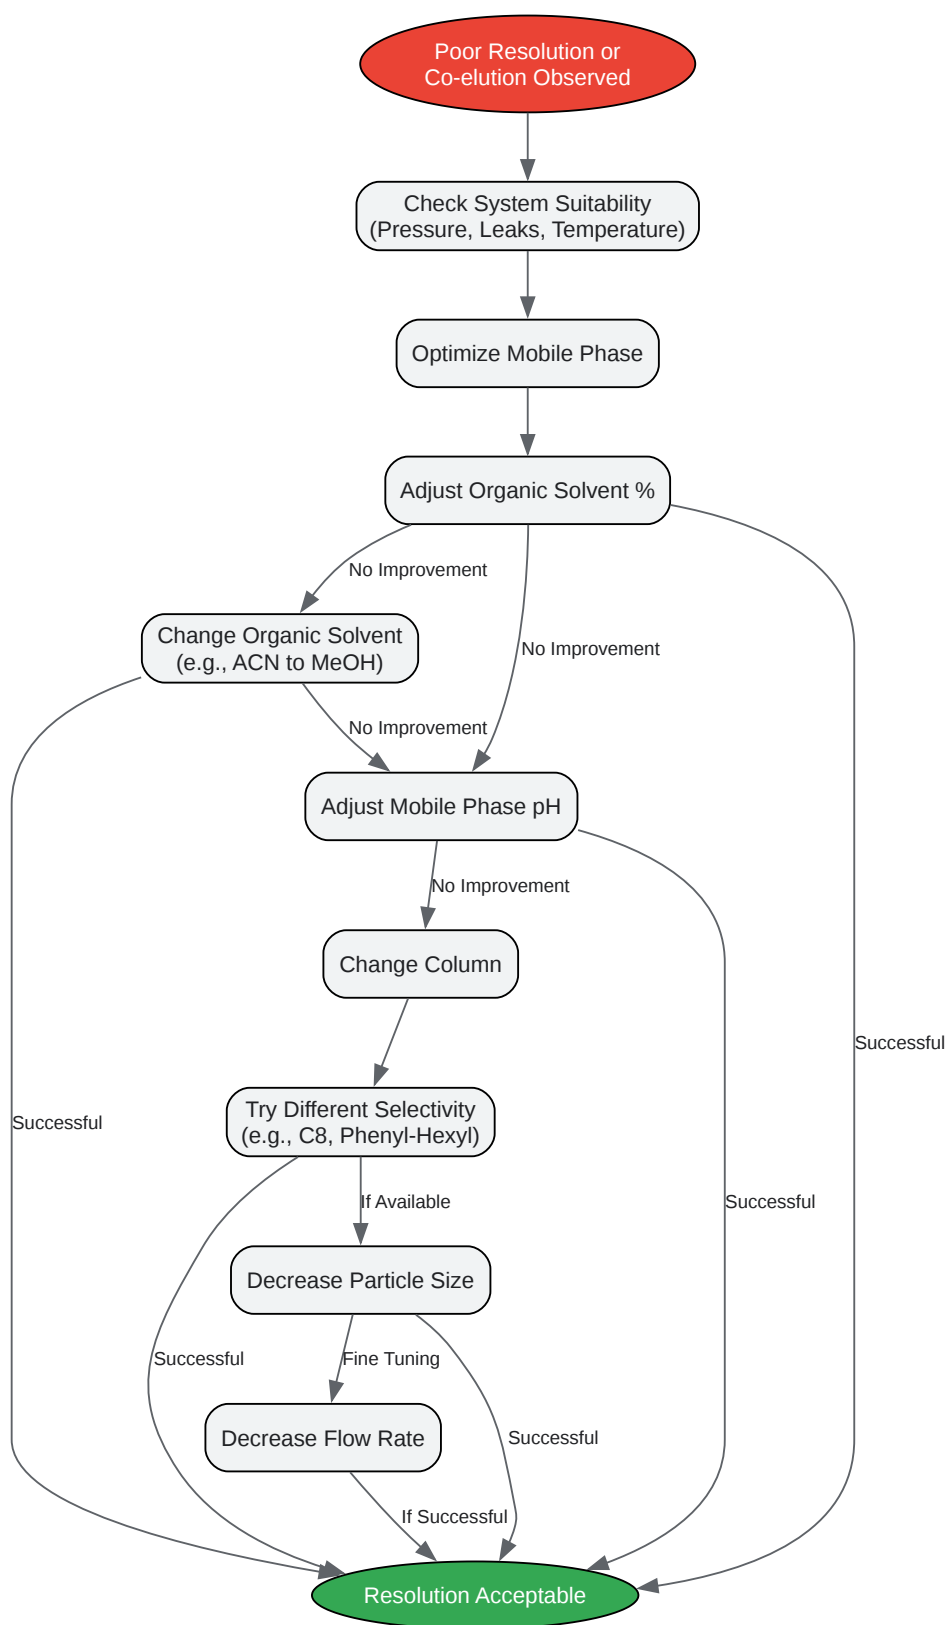 Poor Resolution or
Co-elution Observed
Check System Suitability
(Pressure, Leaks, Temperature)
Optimize Mobile Phase
Adjust Organic Solvent %
No Improvement
Change Organic Solvent
(e.g., ACN to MeOH)
No Improvement
No Improvement
Adjust Mobile Phase pH
No Improvement
Change Column
Successful
Try Different Selectivity
(e.g., C8, Phenyl-Hexyl)
Successful
If Available
Successful
Decrease Particle Size
Successful
Fine Tuning
Decrease Flow Rate
Successful
If Successful
Resolution Acceptable